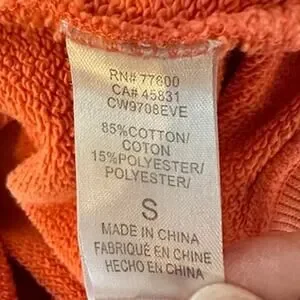 RN# 77600
CA# 45831
CW9708EVE
85%COTTON/
COTON
15%POLYESTER/
POLYESTER/
S
MADE IN CHINA
FABRIQUÉ EN CHINE
HECHO EN CHINA